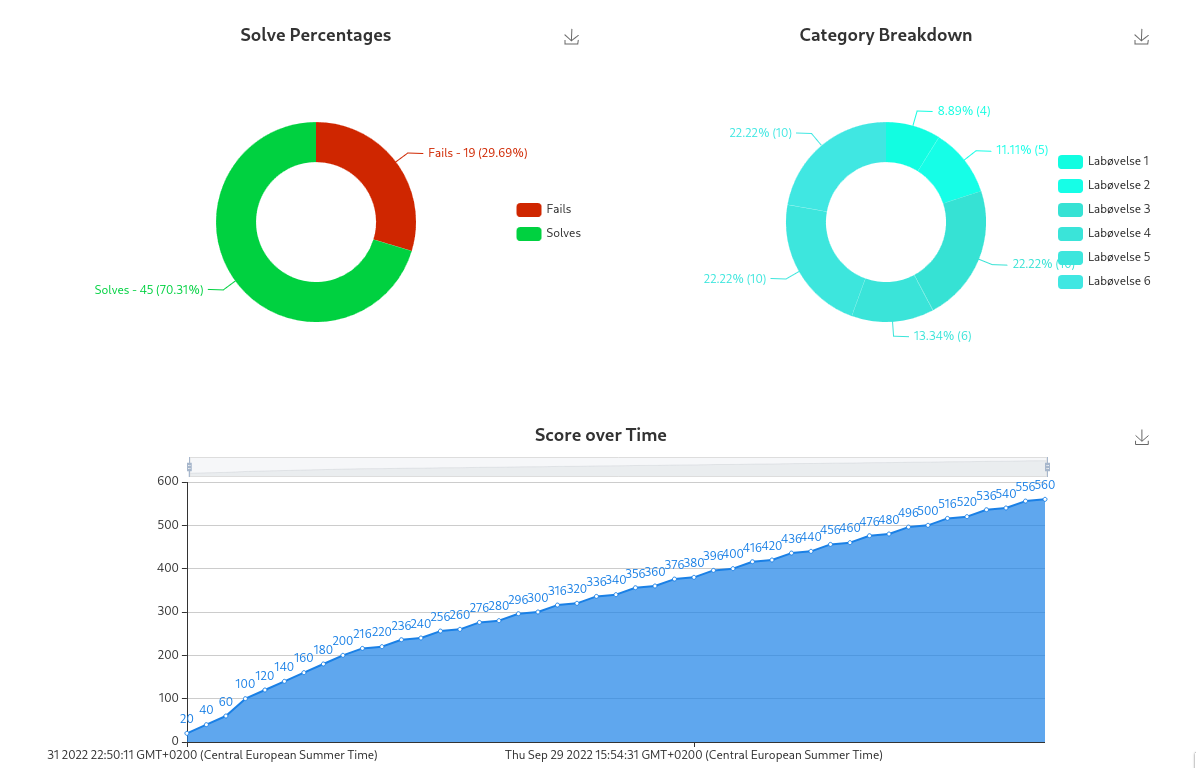 Solve Percentages
Fails - 19 (29.69%)
Solves - 45 (70.31%)
Fails
Solves
Category Breakdown
8.89% (4)
11.11% (5)
22.22% (10)
22.22%
22.22% (10)
13.34% (6)
Labøvelse 1
Labøvelse 2
Labøvelse 3
Labøvelse 4
Labøvelse 5
Labøvelse 6
Score over Time
600
500
400
300
200
100
0
20 40 60 100 120 140 160 180 200 216 220 236 240 256 260 276 280 296 300 316 320 336 340 356 360 376 380 396 400 416 420 436 440 456 460 476 480 496 500 516 520 536 540 556 560
31 2022 22:50:11 GMT+0200 (Central European Summer Time)
Thu Sep 29 2022 15:54:31 GMT+0200 (Central European Summer Time)